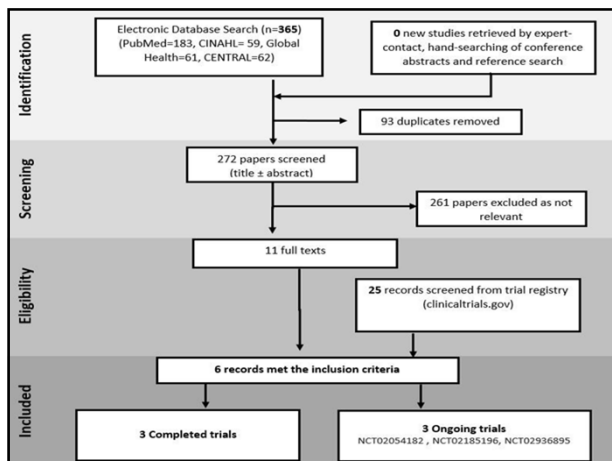 Identification
Electronic Database Search (n=365)
(PubMed=183, CINAHL= 59, Global
Health=61, CENTRAL=62)
0 new studies retrieved by expert-
contact, hand-searching of conference
abstracts and reference search
93 duplicates removed
Screening
272 papers screened
(title ± abstract)
261 papers excluded as not
relevant
Eligibility
11 full texts
25 records screened from trial registry
(clinicaltrials.gov)
Included
6 records met the inclusion criteria
3 Completed trials
3 Ongoing trials
NCT02054182 , NCT02185196, NCT02936895